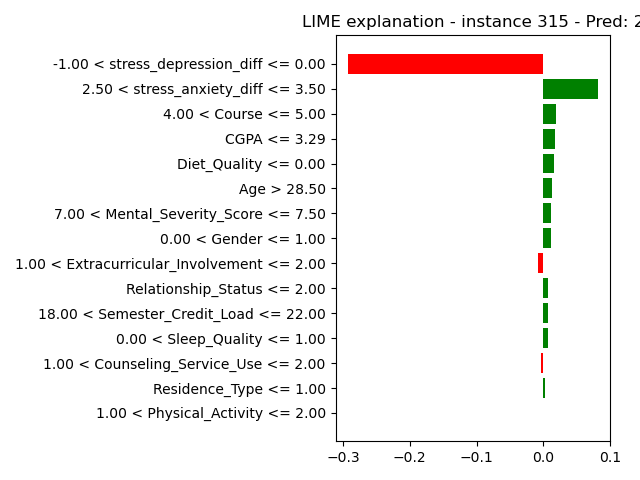 LIME explanation - instance 315 - Pred: 2
-1.00 < stress_depression_diff <= 0.00
2.50 < stress_anxiety_diff <= 3.50
4.00 < Course <= 5.00
CGPA <= 3.29
Diet_Quality <= 0.00
Age > 28.50
7.00 < Mental_Severity_Score <= 7.50
0.00 < Gender <= 1.00
1.00 < Extracurricular_Involvement <= 2.00
Relationship_Status <= 2.00
18.00 < Semester_Credit_Load <= 22.00
0.00 < Sleep_Quality <= 1.00
1.00 < Counseling_Service_Use <= 2.00
Residence_Type <= 1.00
1.00 < Physical_Activity <= 2.00
−0.3 −0.2 −0.1 0.0 0.1